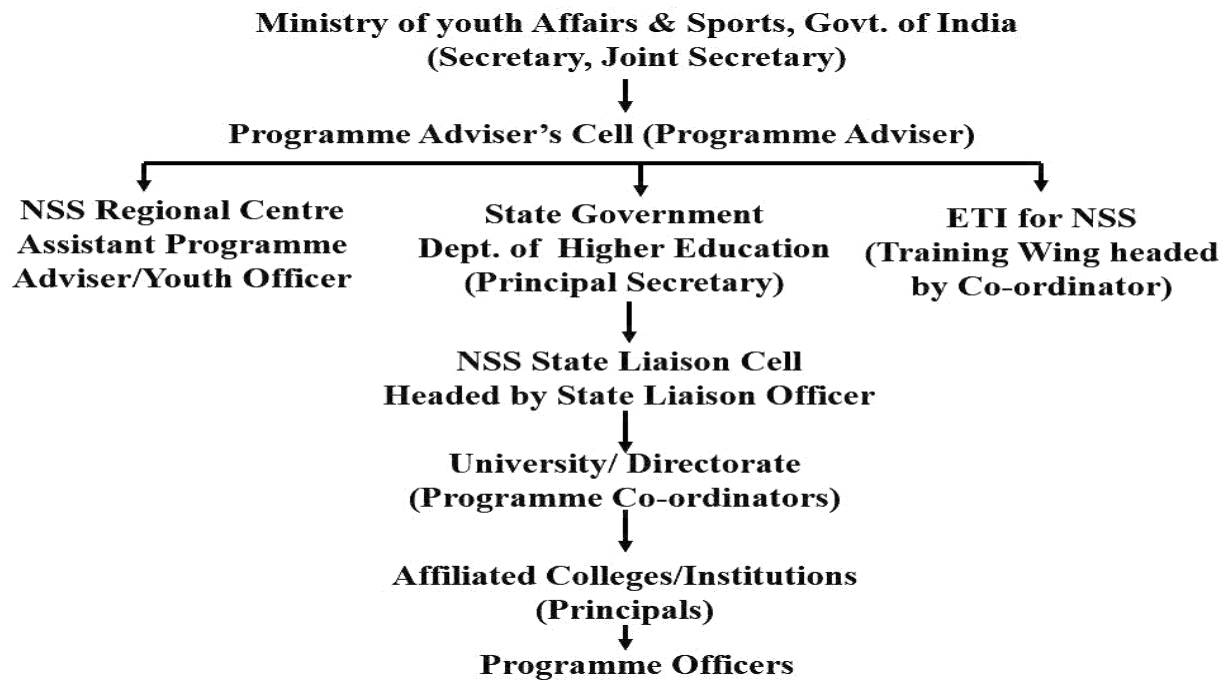 Ministry of youth Affairs & Sports, Govt. of India
(Secretary, Joint Secretary)
Programme Adviser's Cell (Programme Adviser)
NSS Regional Centre
Assistant Programme
Adviser/Youth Officer
State Government
Dept. of Higher Education
(Principal Secretary)
ETI for NSS
(Training Wing headed
by Co-ordinator)
NSS State Liaison Cell
Headed by State Liaison Officer
University/ Directorate
(Programme Co-ordinators)
Affiliated Colleges/Institutions
(Principals)
Programme Officers